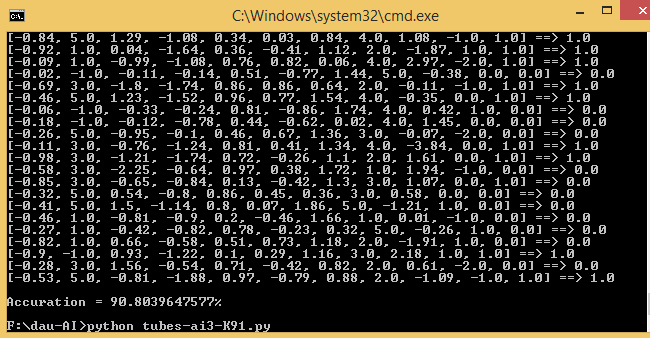 C:\Windows\system32\cmd.exe
[-0.84, 5.0, 1.29, -1.08, 0.34, 0.03, 0.84, 4.0, 1.08, -1.0, 1.0] ==> 1.0
[-0.92, 1.0, 0.04, -1.64, 0.36, -0.41, 1.12, 2.0, -1.87, 1.0, 1.0] ==> 1.0
[-0.09, 1.0, -0.99, -1.08, 0.76, 0.82, 0.06, 4.0, 2.97, -2.0, 1.0] ==> 1.0
[-0.02, -1.0, -0.11, -0.14, 0.51, -0.77, 1.44, 5.0, -0.38, 0.0, 0.0] ==> 0.0
[-0.69, 3.0, -1.8, -1.74, 0.86, 0.86, 0.64, 2.0, -0.11, -1.0, 1.0] ==> 1.0
[-0.46, 5.0, 1.23, -1.52, 0.96, 0.77, 1.54, 4.0, -0.35, 0.0, 1.0] ==> 1.0
[-0.06, -1.0, -0.33, -0.24, 0.81, -0.86, 1.74, 4.0, 0.42, 1.0, 0.0] ==> 0.0
[-0.18, -1.0, -0.12, -0.78, 0.44, -0.62, 0.02, 4.0, 1.45, 0.0, 0.0] ==> 0.0
[-0.26, 5.0, -0.95, -0.1, 0.46, 0.67, 1.36, 3.0, -0.07, -2.0, 0.0] ==> 0.0
[-0.11, 3.0, -0.76, -1.24, 0.81, 0.41, 1.34, 4.0, -3.84, 0.0, 1.0] ==> 1.0
[-0.98, 3.0, -1.21, -1.74, 0.72, -0.26, 1.1, 2.0, 1.61, 0.0, 1.0] ==> 1.0
[-0.58, 3.0, -2.25, -0.64, 0.97, 0.38, 1.72, 1.0, 1.94, -1.0, 0.0] ==> 0.0
[-0.85, 3.0, -0.65, -0.84, 0.13, -0.42, 1.3, 3.0, 1.07, 0.0, 1.0] ==> 0.0
[-0.32, 5.0, 0.54, -0.8, 0.86, 0.45, 0.36, 3.0, 0.58, 0.0, 0.0] ==> 0.0
[-0.41, 5.0, 1.5, -1.14, 0.8, 0.07, 1.86, 5.0, -1.21, 1.0, 0.0] ==> 0.0
[-0.46, 1.0, -0.81, -0.9, 0.2, -0.46, 1.66, 1.0, 0.01, -1.0, 0.0] ==> 0.0
[-0.27, 1.0, -0.42, -0.82, 0.78, -0.23, 0.32, 5.0, -0.26, 1.0, 0.0] ==> 0.0
[-0.82, 1.0, 0.66, -0.58, 0.51, 0.73, 1.18, 2.0, -1.91, 1.0, 0.0] ==> 0.0
[-0.9, -1.0, 0.93, -1.22, 0.1, 0.29, 1.16, 3.0, 2.18, 1.0, 1.0] ==> 1.0
[-0.28, 3.0, 1.56, -0.54, 0.71, -0.42, 0.82, 2.0, 0.61, -2.0, 0.0] ==> 0.0
[-0.53, 5.0, -0.81, -1.88, 0.97, -0.79, 0.88, 2.0, -1.09, -1.0, 1.0] ==> 1.0
Accuration = 90.8039647577%
F:\dau-AI>python tubes-ai3-K91.py